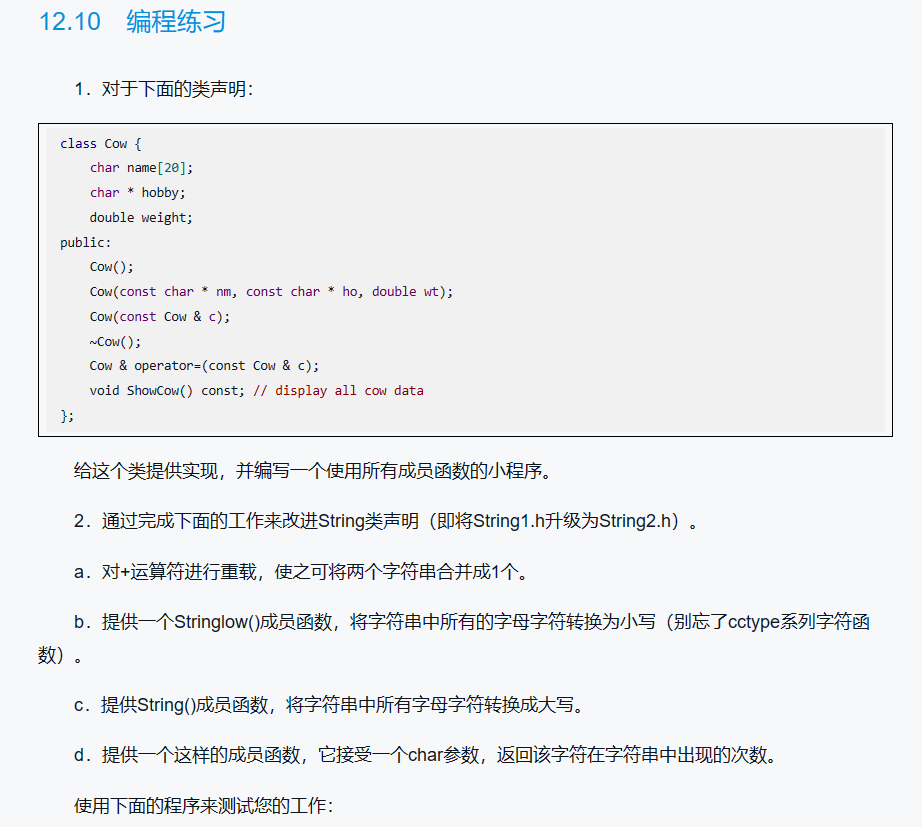 12.10 编程练习
1．对于下面的类声明：
class Cow {
    char name[20];
    char * hobby;
    double weight;
public:
    Cow();
    Cow(const char * nm, const char * ho, double wt);
    Cow(const Cow & c);
    ~Cow();
    Cow & operator=(const Cow & c);
    void ShowCow() const; // display all cow data
};
给这个类提供实现，并编写一个使用所有成员函数的小程序。
2．通过完成下面的工作来改进String类声明（即将String1.h升级为String2.h）。
a．对+运算符进行重载，使之可将两个字符串合并成1个。
b．提供一个Stringlow()成员函数，将字符串中所有的字母字符转换为小写（别忘了cctype系列字符函
数）。
c．提供String()成员函数，将字符串中所有字母字符转换成大写。
d．提供一个这样的成员函数，它接受一个char参数，返回该字符在字符串中出现的次数。
使用下面的程序来测试您的工作：